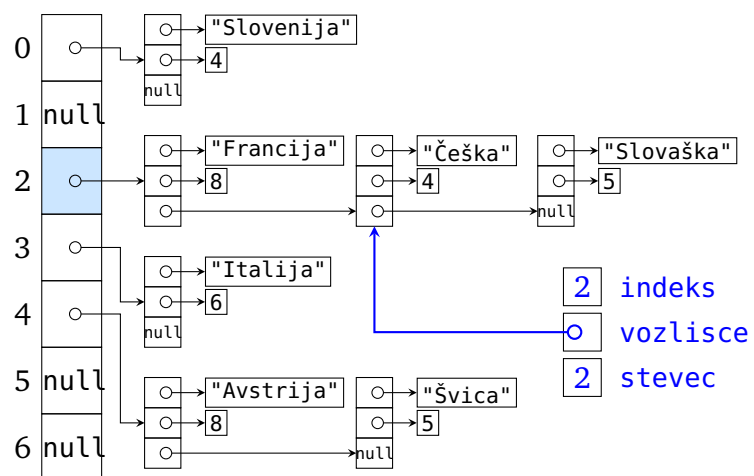 0
"Slovenija"
4
null
1 null
2
"Francija" "Češka" "Slovaška"
8 4 5
null
3
"Italija"
6
null
2 indeks
vozlisce
2 stevec
4
"Avstrija" "Švica"
8 5
null
5 null
6 null